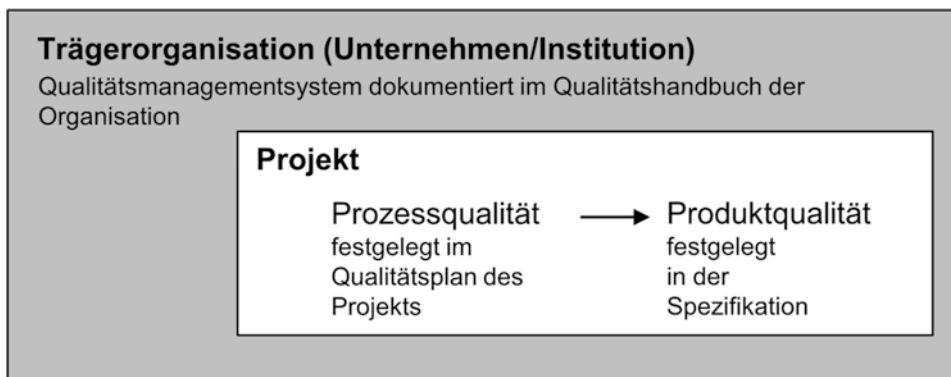 Trägerorganisation (Unternehmen/Institution)
Qualitätsmanagementsystem dokumentiert im Qualitätshandbuch der
Organisation
Projekt
Prozessqualität
festgelegt im
Qualitätsplan des
Projekts
Produktqualität
festgelegt
in der
Spezifikation